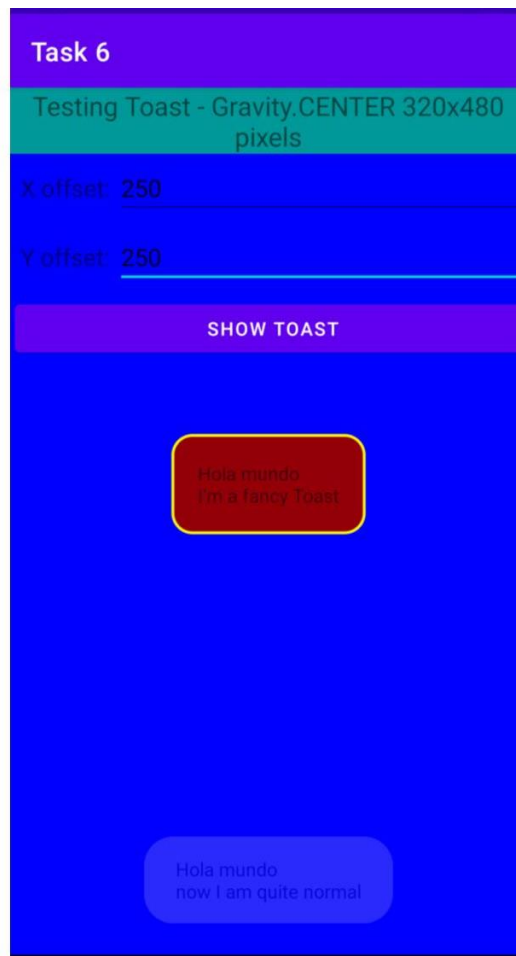 Task 6
Testing Toast - Gravity.CENTER 320x480
pixels
X offset: 250
Y offset: 250
SHOW TOAST
Hola mundo
I'm a fancy Toast
Hola mundo
now I am quite normal